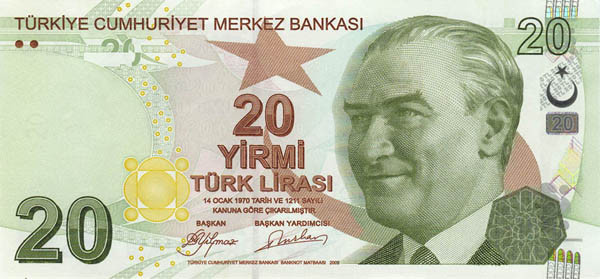 TÜRKİYE CUMHURİYET MERKEZ BANKASI
20
20
20
20
YİRMİ
TÜRK LİRASI
14 OCAK 1970 TARİH VE 1211 SAYILI
KANUNA GÖRE ÇIKARILMIŞTIR.
BAŞKAN BAŞKAN YARDIMCISI
20
TÜRKİYE CUMHURİYET MERKEZ BANKASI BANKNOT MATBAASI 2009